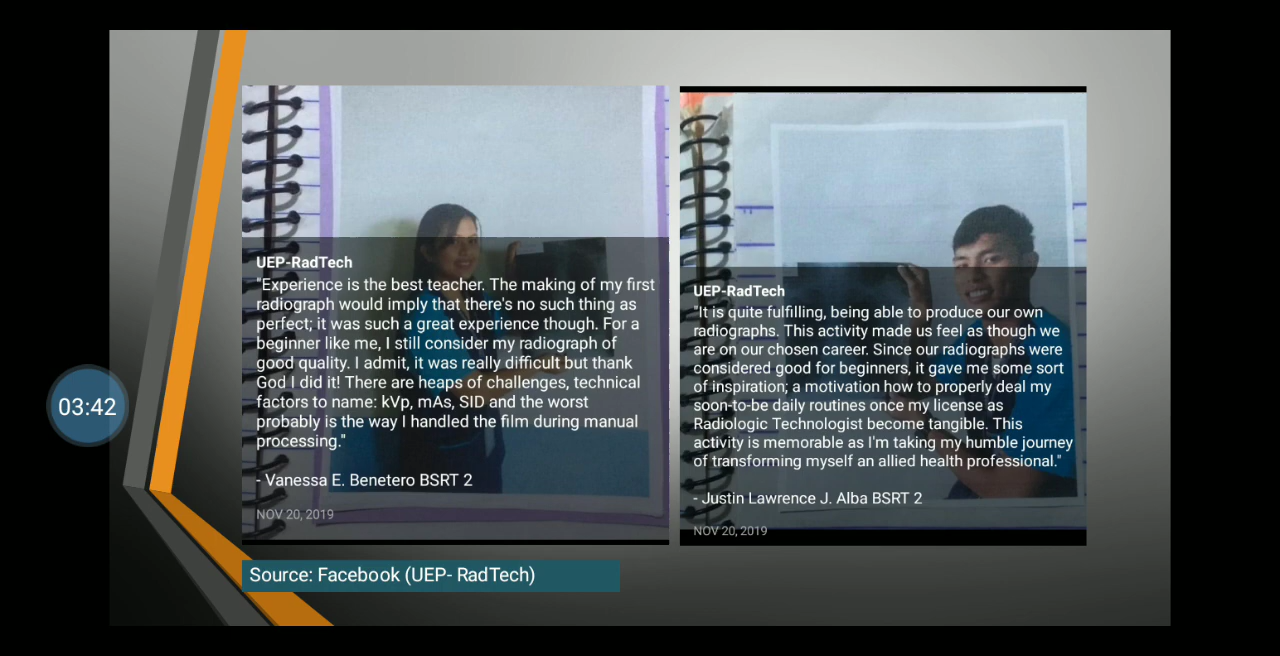 UEP-RadTech
"Experience is the best teacher. The making of my first
radiograph would imply that there's no such thing as
perfect; it was such a great experience though. For a
beginner like me, I still consider my radiograph of
good quality. I admit, it was really difficult but thank
God I did it! There are heaps of challenges, technical
factors to name: kVp, mAs, SID and the worst
probably is the way I handled the film during manual
processing."
- Vanessa E. Benetero BSRT 2
NOV 20, 2019
UEP-RadTech
"It is quite fulfilling, being able to produce our own
radiographs. This activity made us feel as though we
are on our chosen career. Since our radiographs were
considered good for beginners, it gave me some sort
of inspiration; a motivation how to properly deal my
soon-to-be daily routines once my license as
Radiologic Technologist become tangible. This
activity is memorable as I'm taking my humble journey
of transforming myself an allied health professional."
- Justin Lawrence J. Alba BSRT 2
NOV 20, 2019
Source: Facebook (UEP- RadTech)
03:42